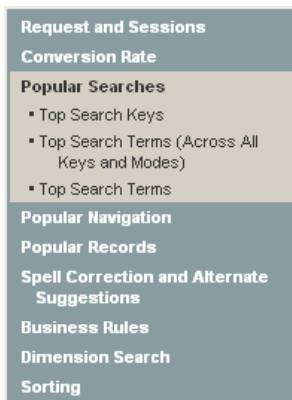 Request and Sessions
Conversion Rate
Popular Searches
▪ Top Search Keys
▪ Top Search Terms (Across All
Keys and Modes)
▪ Top Search Terms
Popular Navigation
Popular Records
Spell Correction and Alternate
Suggestions
Business Rules
Dimension Search
Sorting